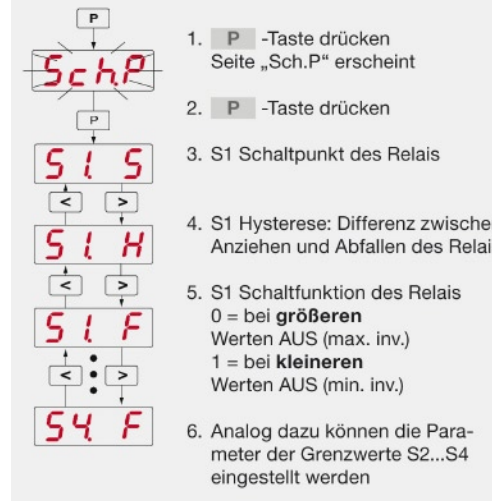 P
Sch.P
P
S1. S
< >
S1. H
< >
S1. F
< >
S4. F
1. P -Taste drücken
Seite „Sch.P“ erscheint
2. P -Taste drücken
3. S1 Schaltpunkt des Relais
4. S1 Hysterese: Differenz
Anziehen und Abfallen des
5. S1 Schaltfunktion des Relais
0 = bei größeren
Werten AUS (max. inv.)
1 = bei kleineren
Werten AUS (min. inv.)
6. Analog dazu können die Para-
meter der Grenzwerte S2...S4
eingestellt werden